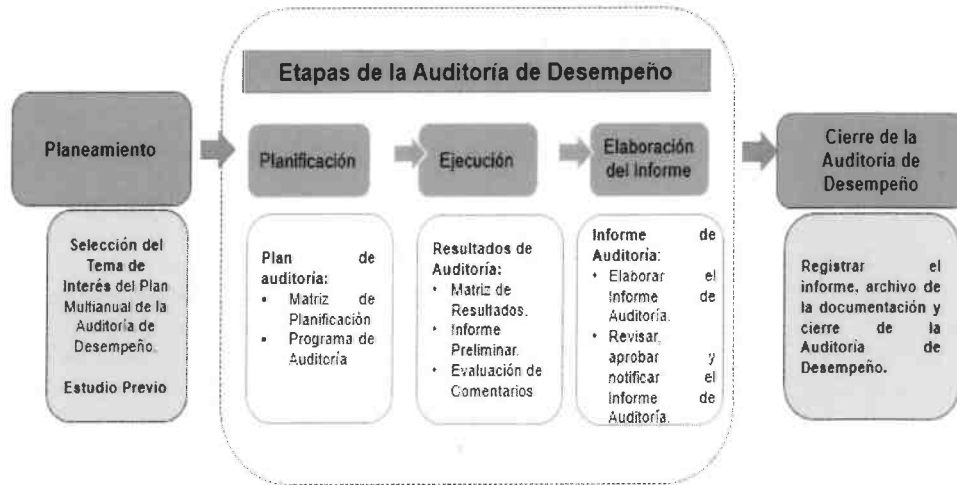 Etapas de la Auditoría de Desempeño
Planeamiento
Selección del
Tema de
Interés del Plan
Multianual de la
Auditoría de
Desempeño.
Estudio Previo
Planificación
Plan de
auditoría:
• Matriz de
Planificación
• Programa de
Auditoría
Ejecución
Resultados de
Auditoría:
• Matriz de
Resultados.
• Informe
Preliminar.
• Evaluación de
Comentarios
Elaboración
del Informe
Informe de
Auditoría:
• Elaborar el
Informe de
Auditoría.
• Revisar,
aprobar y
notificar el
Informe de
Auditoría.
Cierre de la
Auditoría de
Desempeño
Registrar el
informe, archivo de
la documentación y
cierre de la
Auditoría de
Desempeño.